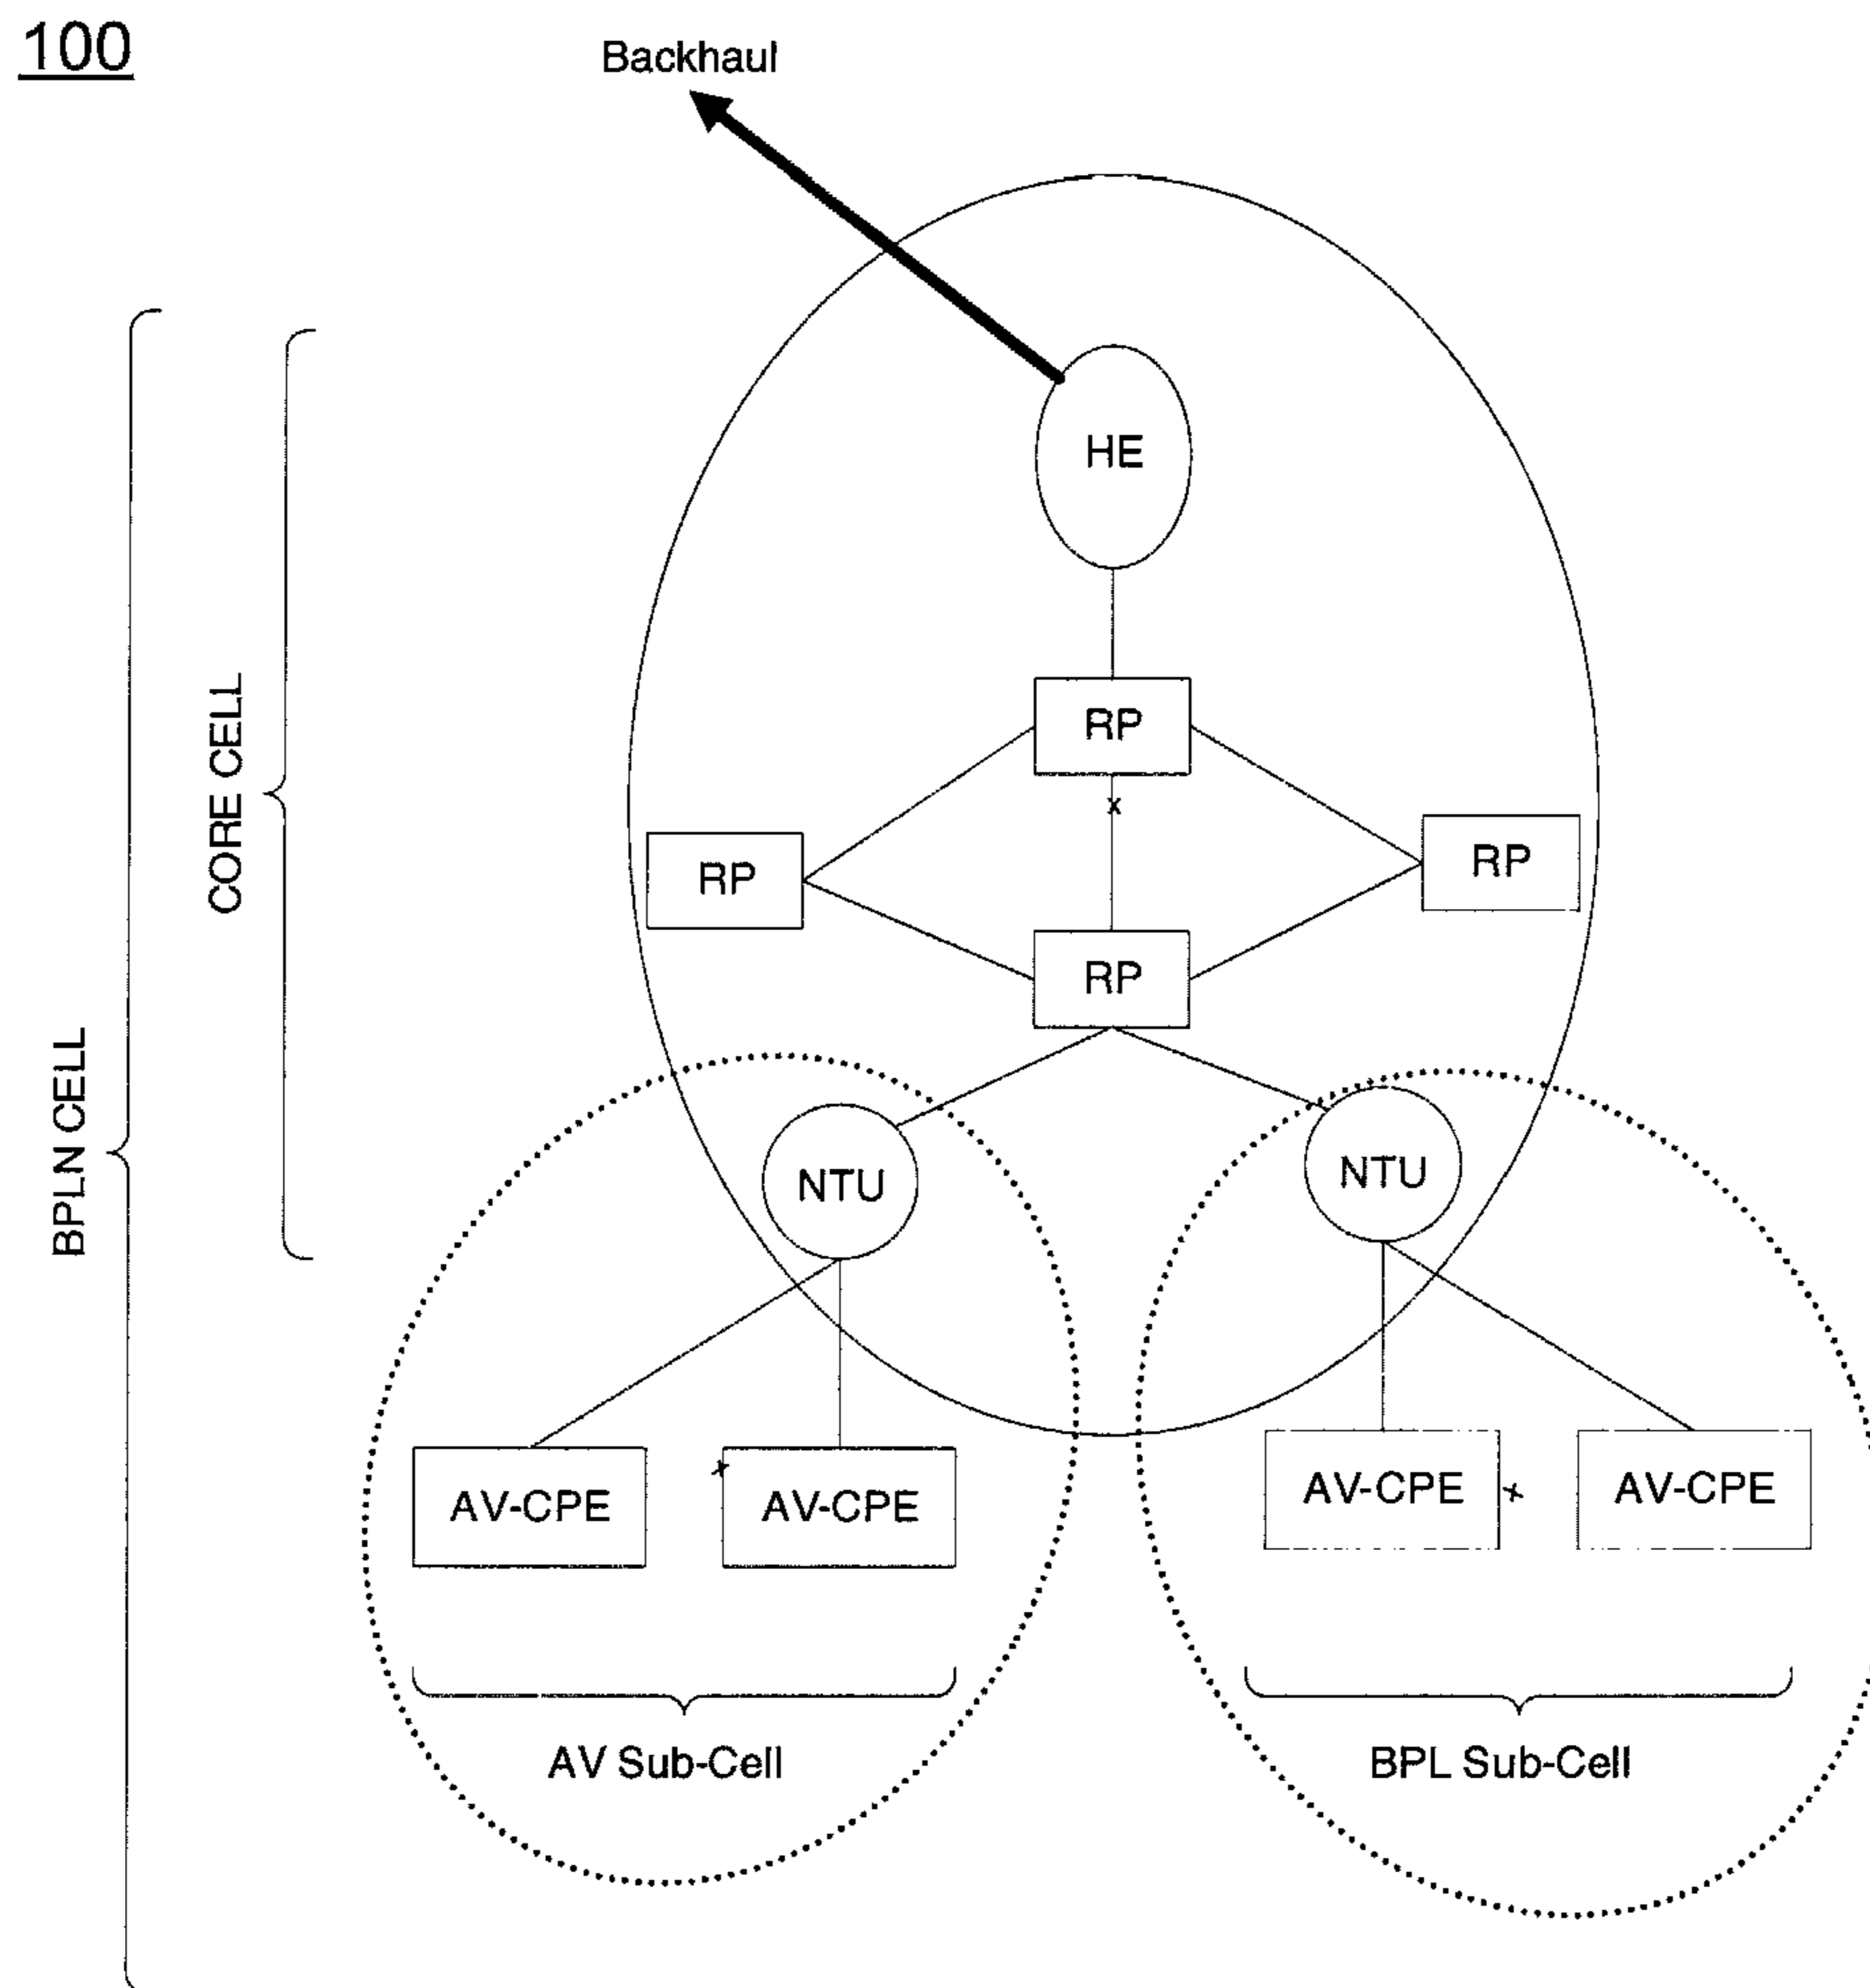 100
Backhaul
HE
RP
x
RP
RP
RP
CORE CELL
BPLN CELL
NTU
NTU
AV-CPE
x
AV-CPE
AV-CPE
x
AV-CPE
AV Sub-Cell
BPL Sub-Cell